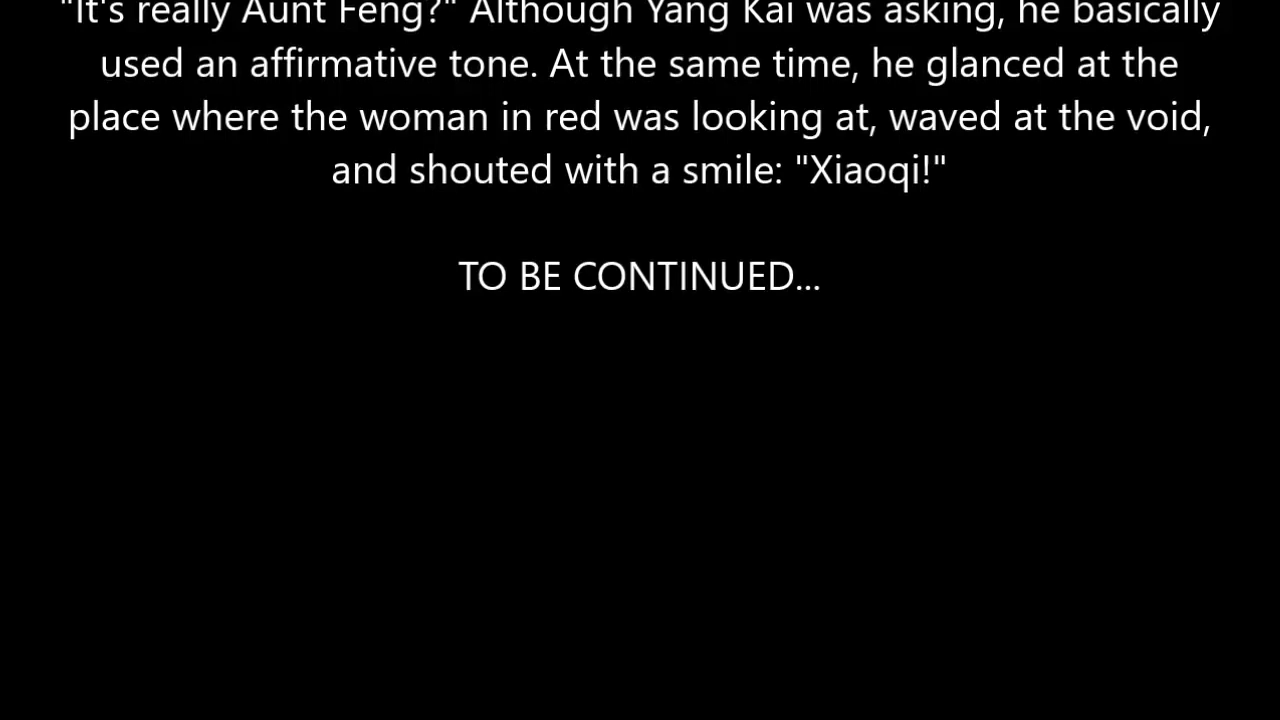 "It's really Aunt Feng?" Although Yang Kai was asking, he basically
used an affirmative tone. At the same time, he glanced at the
place where the woman in red was looking at, waved at the void,
and shouted with a smile: "Xiaoqi!"
TO BE CONTINUED...